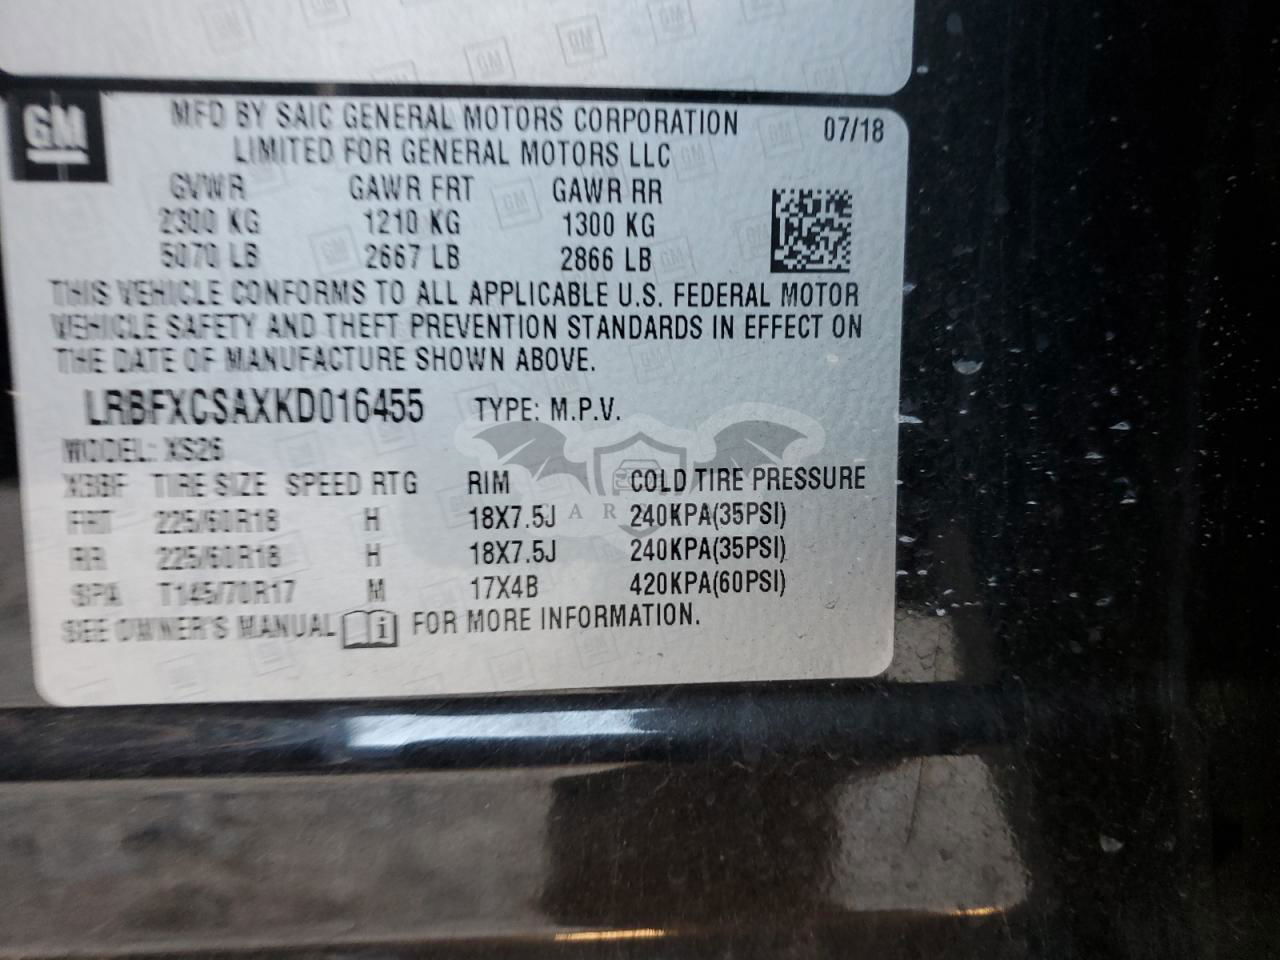 GM
MFD BY SAIC GENERAL MOTORS CORPORATION 07/18
LIMITED FOR GENERAL MOTORS LLC
GVWR GAWR FRT GAWR RR
2300 KG 1210 KG 1300 KG
5070 LB 2667 LB 2866 LB
THIS VEHICLE CONFORMS TO ALL APPLICABLE U.S. FEDERAL MOTOR
VEHICLE SAFETY AND THEFT PREVENTION STANDARDS IN EFFECT ON
THE DATE OF MANUFACTURE SHOWN ABOVE.
LRBFXCSAXKD016455 TYPE: M.P.V.
MODEL: XS26
TIRE SIZE SPEED RTG RIM COLD TIRE PRESSURE
FRT 225/60R18 H 18X7.5J 240KPA(35PSI)
RR 225/60R18 H 18X7.5J 240KPA(35PSI)
SPA T145/70R17 M 17X4B 420KPA(60PSI)
SEE OWNER'S MANUAL FOR MORE INFORMATION.